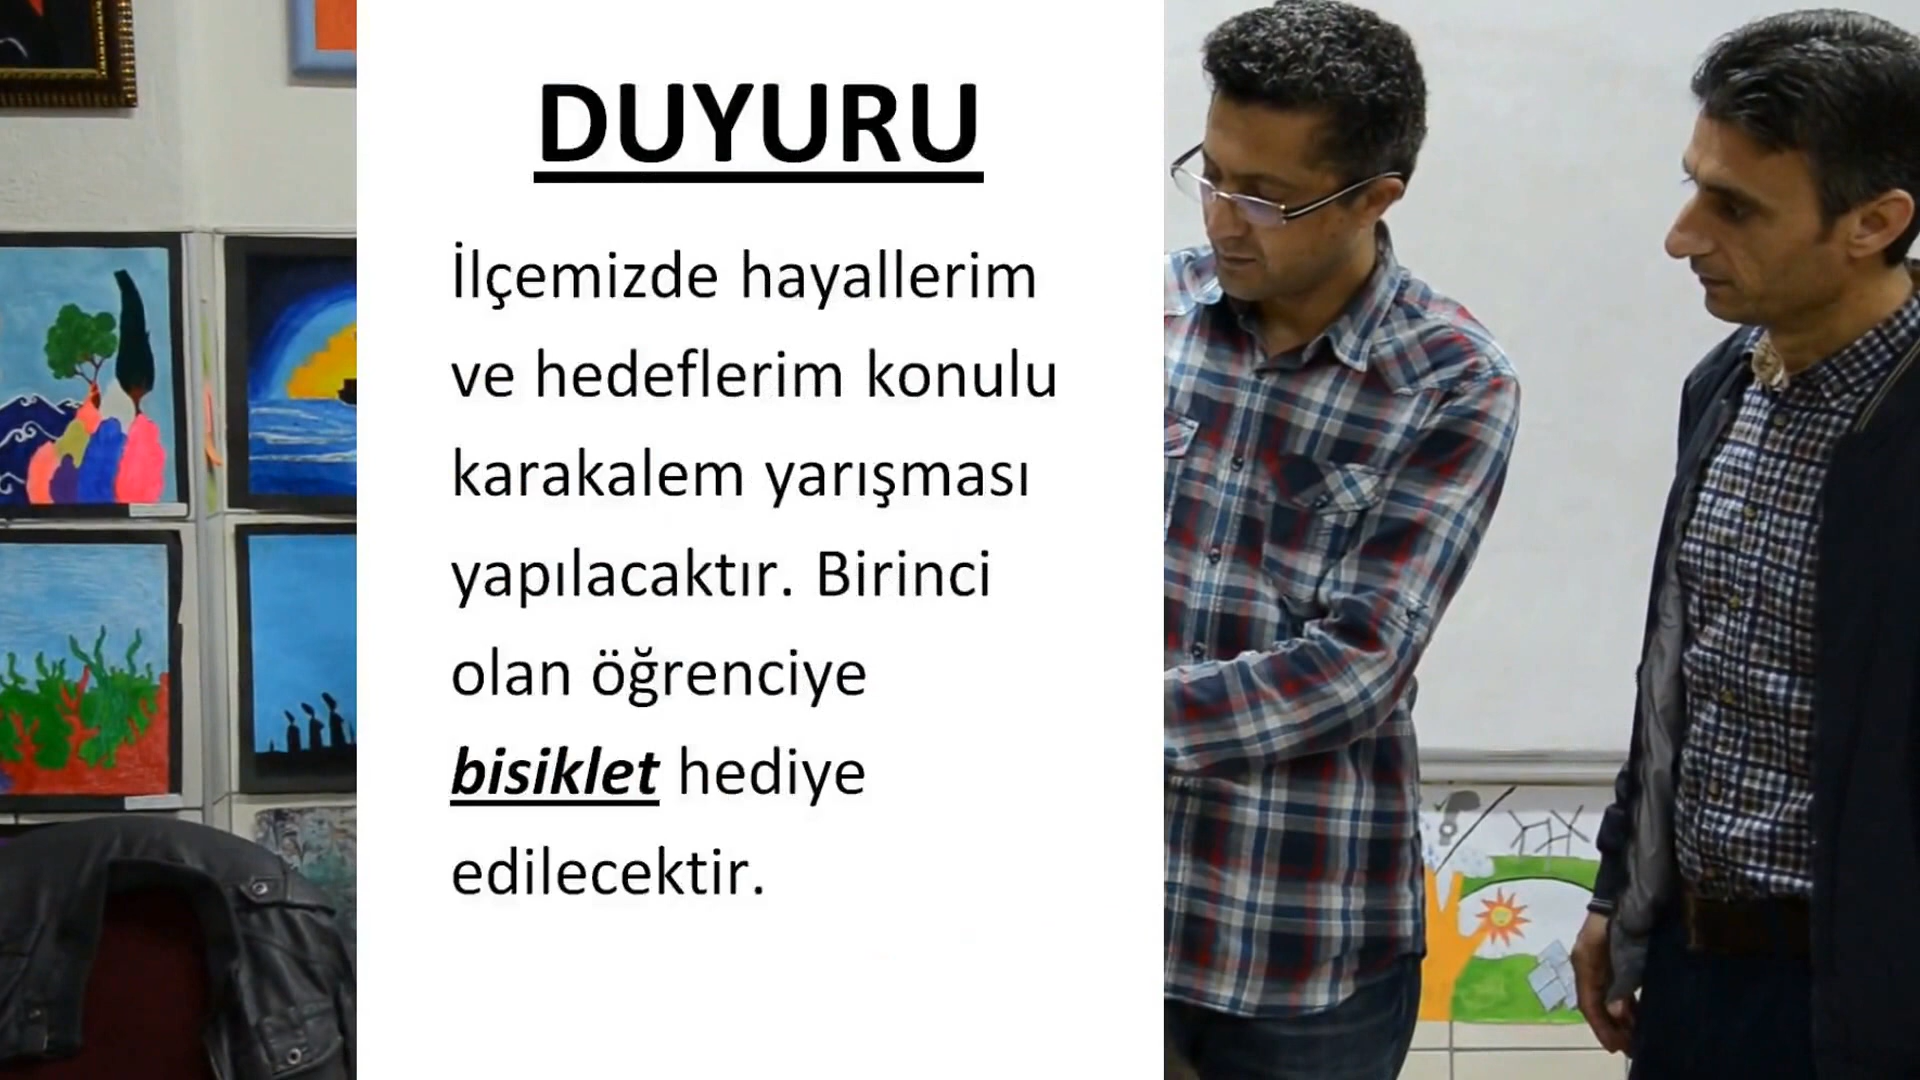 DUYURU
İlçemizde hayallerim
ve hedeflerim konulu
karakalem yarışması
yapılacaktır. Birinci
olan öğrenciye
bisiklet hediye
edilecektir.